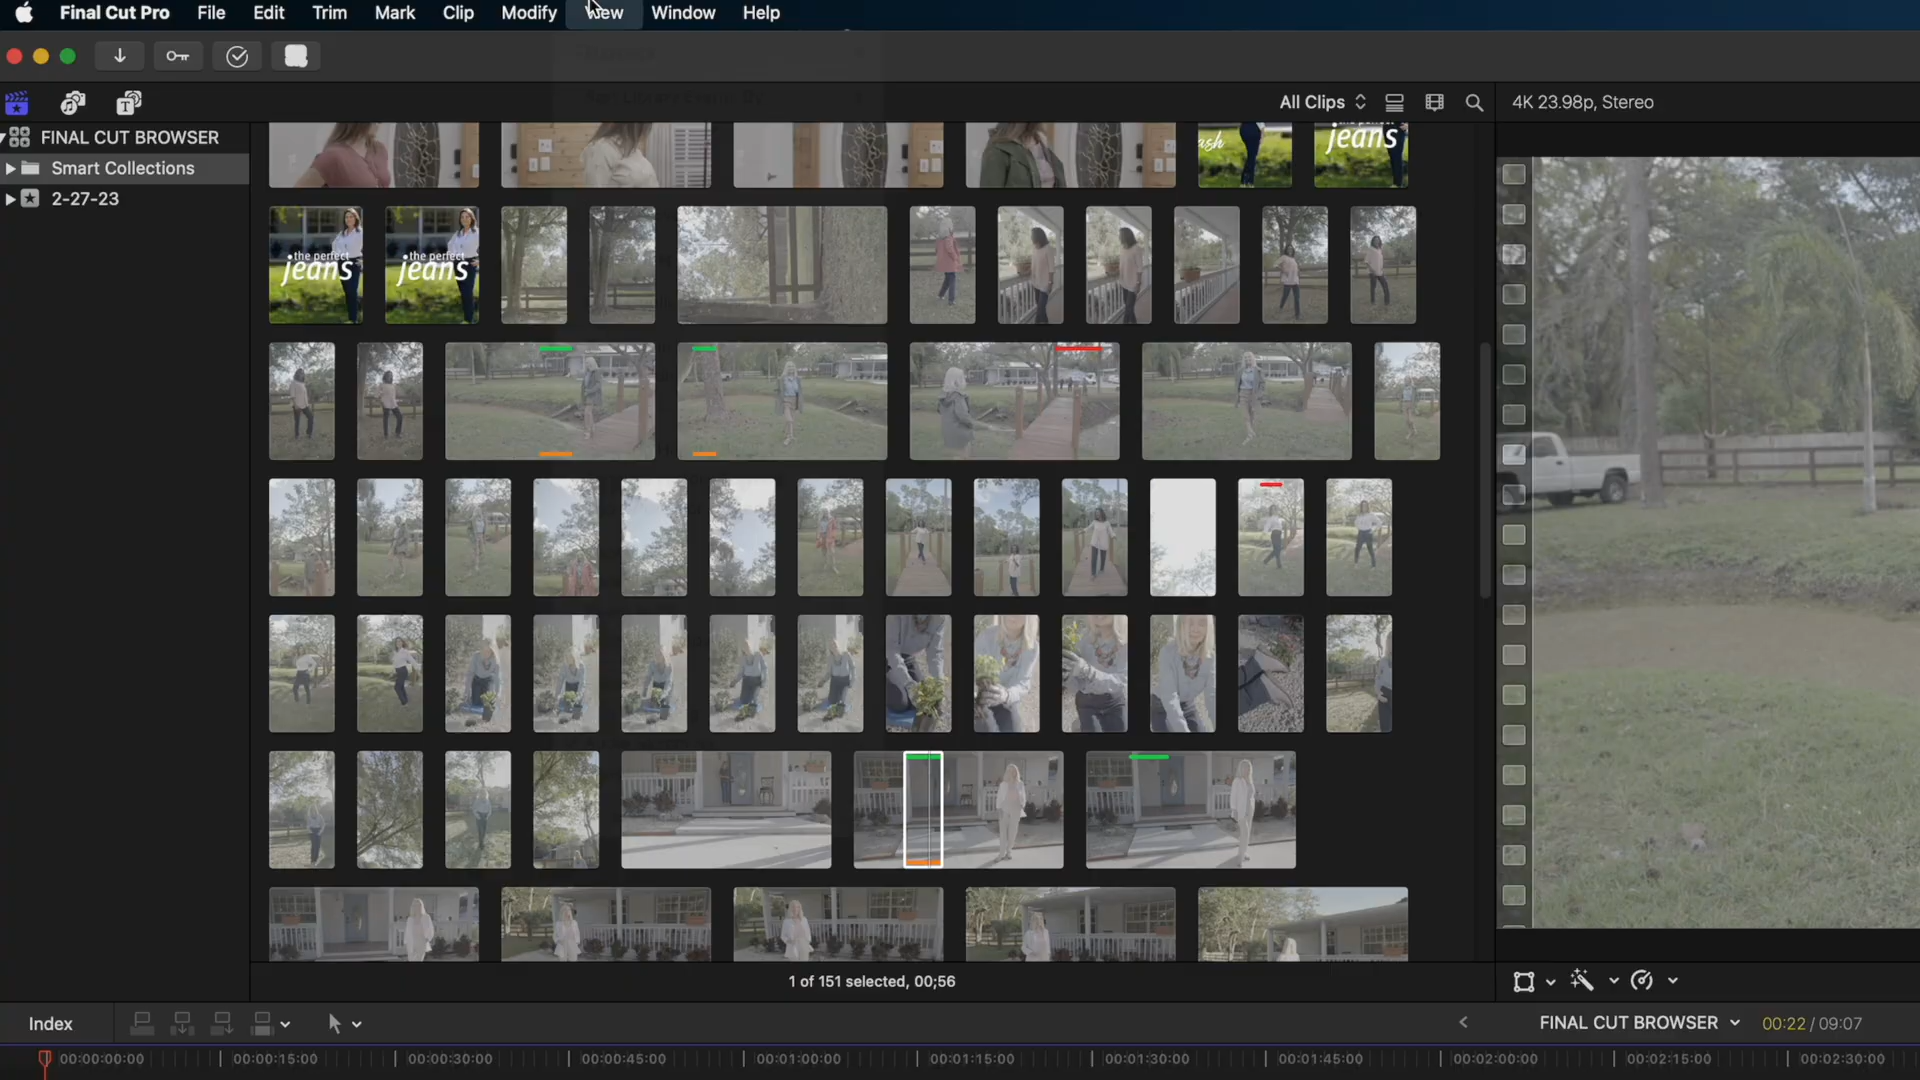 Final Cut Pro File Edit Trim Mark Clip Modify View Window Help
All Clips
4K 23.98p, Stereo
FINAL CUT BROWSER
Smart Collections
2-27-23
jeans
the perfect
jeans
the perfect
jeans
1 of 151 selected, 00;56
Index
FINAL CUT BROWSER
00:22 / 09:07
00:00:00:00
00:00:15:00
00:00:30:00
00:00:45:00
00:01:00:00
00:01:15:00
00:01:30:00
00:01:45:00
00:02:00:00
00:02:15:00
00:02:30:00